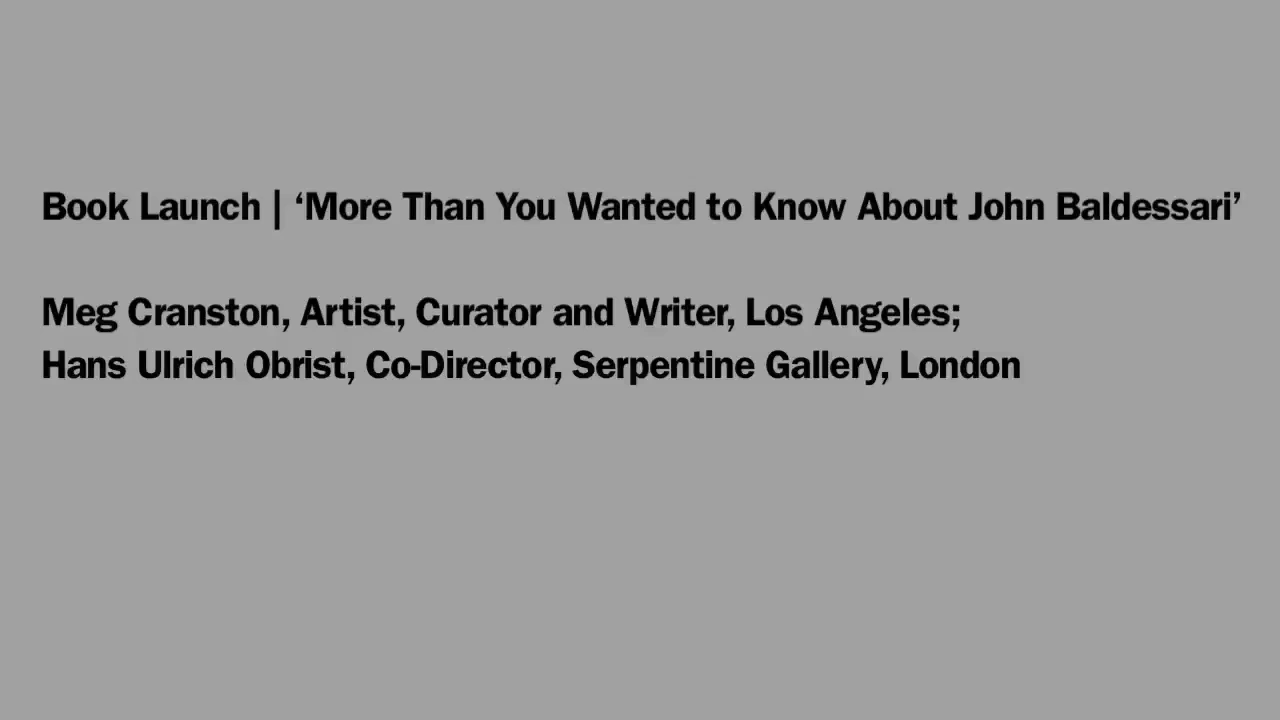 Book Launch | ‘More Than You Wanted to Know About John Baldessari’
Meg Cranston, Artist, Curator and Writer, Los Angeles;
Hans Ulrich Obrist, Co-Director, Serpentine Gallery, London